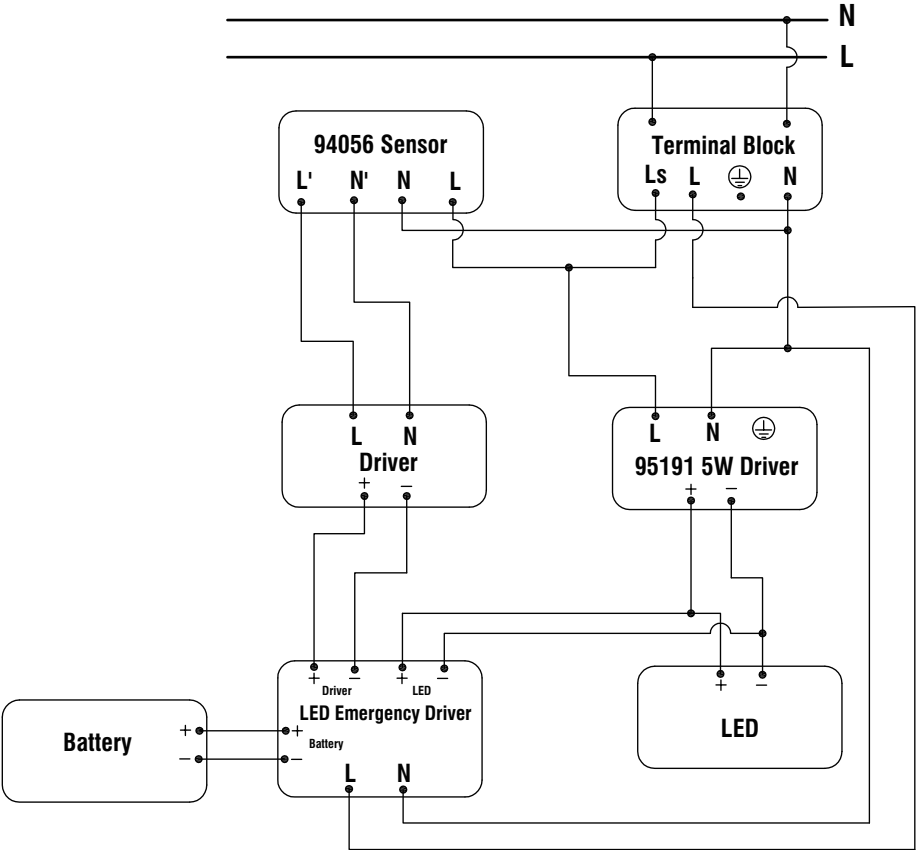 N
L
94056 Sensor
L' N' N L
Terminal Block
Ls L N
L N
Driver
+ −
L N
95191 5W Driver
+ −
+ − + −
Driver LED
LED Emergency Driver
+
Battery
−
L N
Battery
+
−
+ −
LED